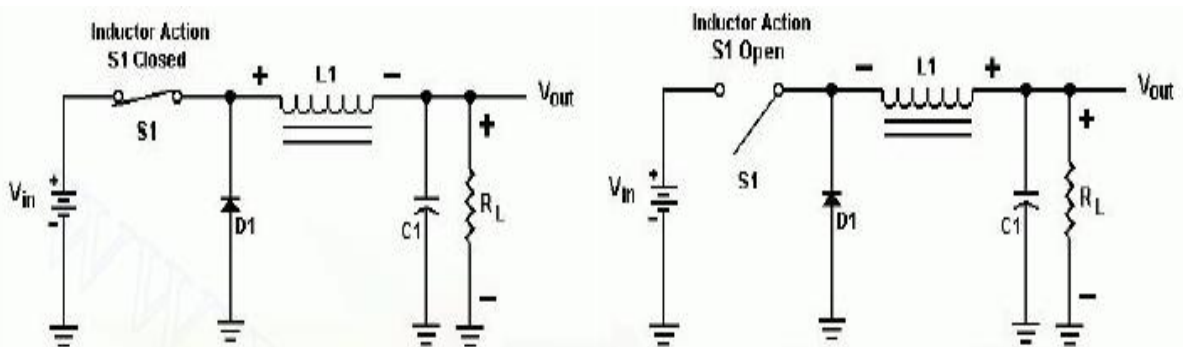 Inductor Action
S1 Closed
+ L1 -
Vout
S1
+
Vin
+
-
D1
C1
RL
-
Inductor Action
S1 Open
- L1 +
Vout
S1
+
Vin
+
-
D1
C1
RL
-